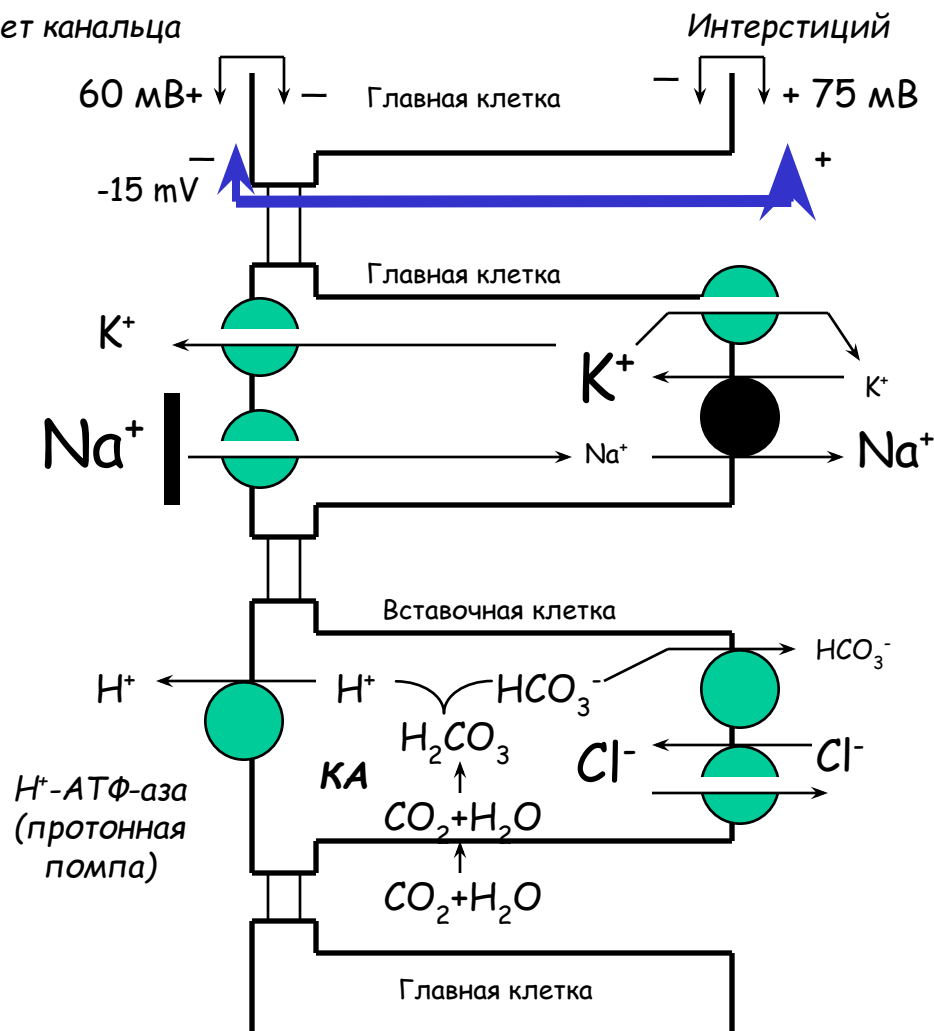 ет канальца
Интерстиций
60 мВ+
–
Главная клетка
–
+ 75 мВ
–
+
-15 mV
Главная клетка
K⁺
K⁺
K⁺
Na⁺
Na⁺
Na⁺
Вставочная клетка
HCO₃⁻
H⁺
H⁺
HCO₃⁻
H₂CO₃
Cl⁻
Cl⁻
КА
H⁺-АТФ-аза
(протонная
помпа)
CO₂+H₂O
CO₂+H₂O
Главная клетка